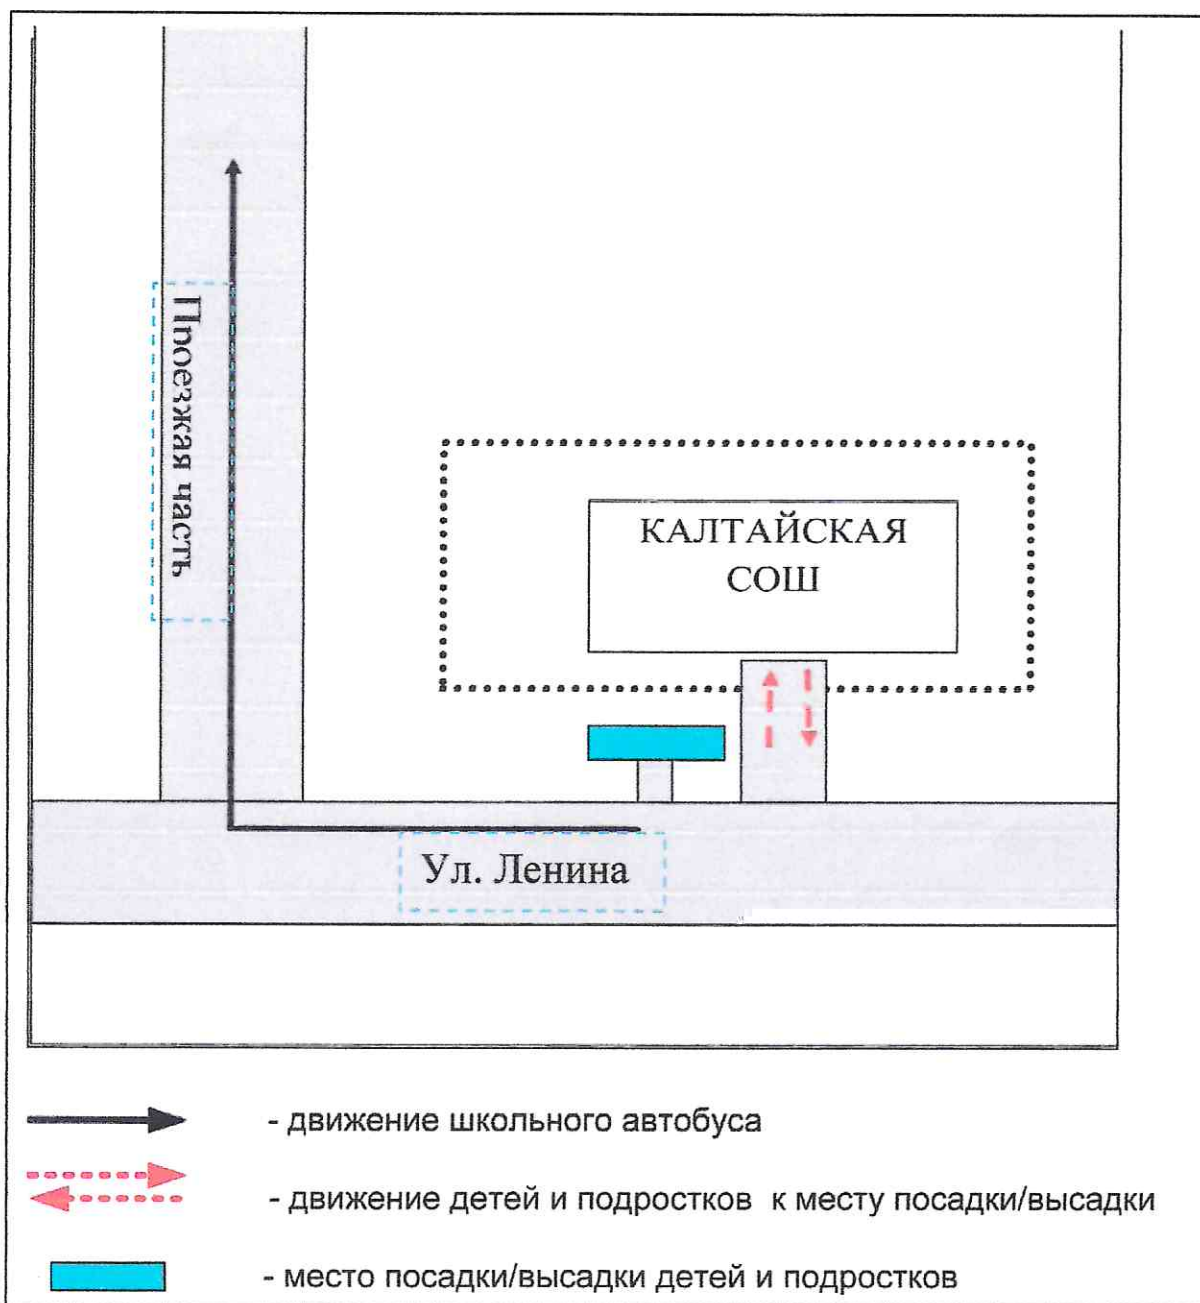 Проезжая часть
КАЛТАЙСКАЯ
СОШ
Ул. Ленина
- движение школьного автобуса
- движение детей и подростков к месту посадки/высадки
- место посадки/высадки детей и подростков